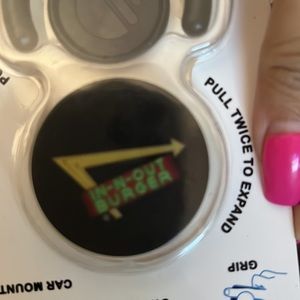 PULL TWICE TO EXPAND
IN-N-OUT
BURGER
GRIP
CAR MOUNT